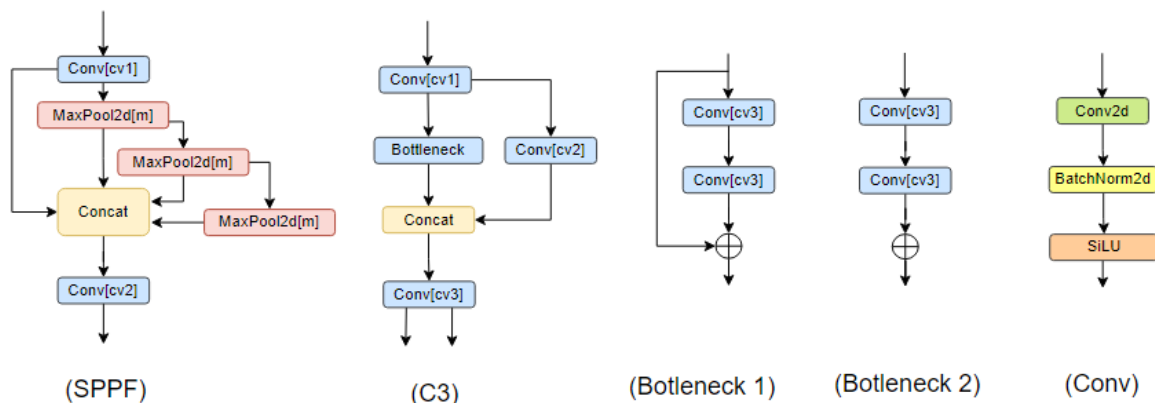 Conv[cv1]
MaxPool2d[m]
MaxPool2d[m]
Concat
MaxPool2d[m]
Conv[cv2]
(SPPF)
Conv[cv1]
Bottleneck
Conv[cv2]
Concat
Conv[cv3]
(C3)
Conv[cv3]
Conv[cv3]
(Botleneck 1)
Conv[cv3]
Conv[cv3]
(Botleneck 2)
Conv2d
BatchNorm2d
SiLU
(Conv)